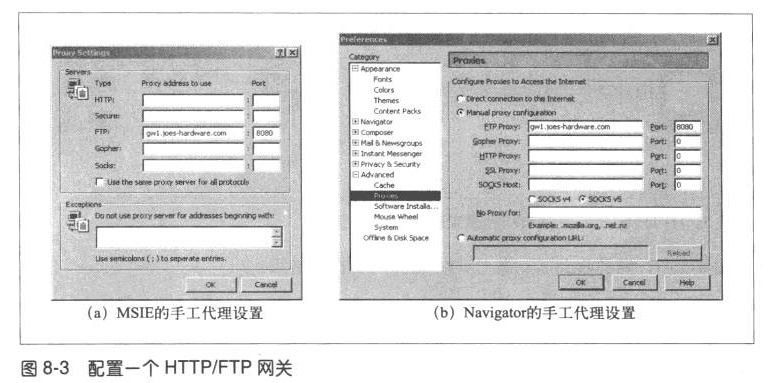 Proxy Settings
Servers
Type Proxy address to use Port
HTTP: :
Secure: :
FTP: gw1.joes-hardware.com : 8080
Gopher: :
Socks: :
Use the same proxy server for all protocols
Exceptions
Do not use proxy server for addresses beginning with:
Use semicolons ( ; ) to seperate entries.
OK Cancel
(a) MSIE的手工代理设置
Preferences
Category
Appearance
Fonts
Colors
Themes
Content Packs
Navigator
Composer
Mail & Newsgroups
Instant Messenger
Privacy & Security
Advanced
Cache
Proxies
Software Installa...
Mouse Wheel
System
Offline & Disk Space
Proxies
Configure Proxies to Access the Internet
Direct connection to the Internet
Manual proxy configuration
FTP Proxy: gw1.joes-hardware.com Port: 8080
Gopher Proxy: Port: 0
HTTP Proxy: Port: 0
SSL Proxy: Port: 0
SOCKS Host: Port: 0
SOCKS v4 SOCKS v5
No Proxy for:
Example: .mozilla.org, .net.nz
Automatic proxy configuration URL:
Reload
OK Cancel Help
(b) Navigator的手工代理设置
图 8-3 配置一个 HTTP/FTP 网关